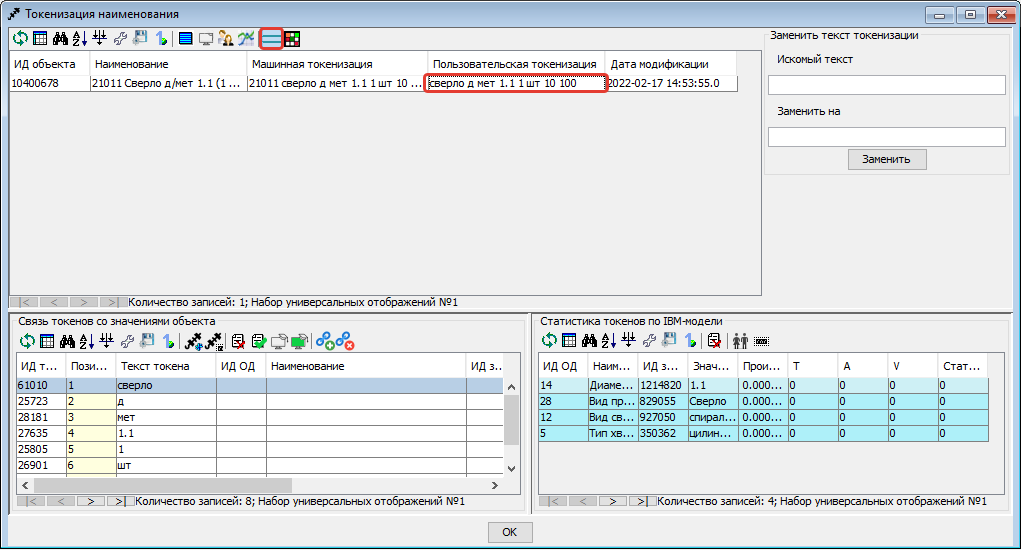 Токенизация наименования
ИД объекта Наименование Машинная токенизация Пользовательская токенизация Дата модификации
10400678 21011 Сверло д/мет 1.1 (1 ... 21011 сверло д мет 1.1 1 шт 10 ... сверло д мет 1.1 1 шт 10 100 2022-02-17 14:53:55.0
Заменить текст токенизации
Искомый текст
Заменить на
Заменить
|< < > >| Количество записей: 1; Набор универсальных отображений №1
Связь токенов со значениями объекта
ИД т... Пози... Текст токена ИД ОД Наименование ИД з...
61010 1 сверло
25723 2 д
28181 3 мет
27635 4 1.1
25805 5 1
26901 6 шт
|< < > >| Количество записей: 8; Набор универсальных отображений №1
Статистика токенов по IBM-модели
ИД ОД Наим... ИД з... Знач... Прои... T A V Стат...
14 Диаме... 1214820 1.1 0.000... 0 0 0 0
28 Вид пр... 829055 Сверло 0.000... 0 0 0 0
12 Вид св... 927050 спирал... 0.000... 0 0 0 0
5 Тип хв... 350362 цилин... 0.000... 0 0 0 0
|< < > >| Количество записей: 4; Набор универсальных отображений №1
OK